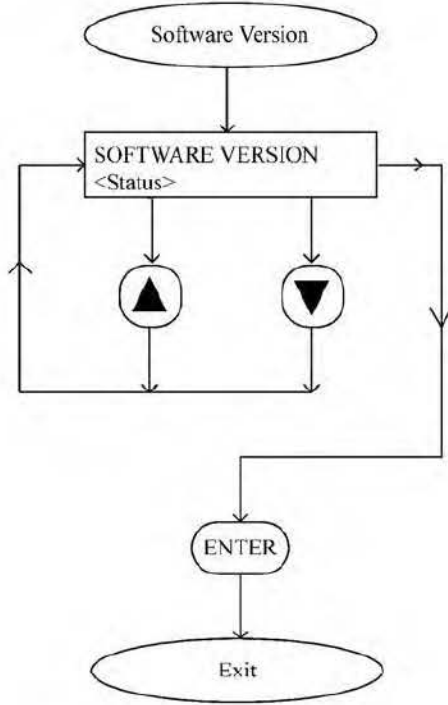 Software Version
SOFTWARE VERSION
<Status>
ENTER
Exit